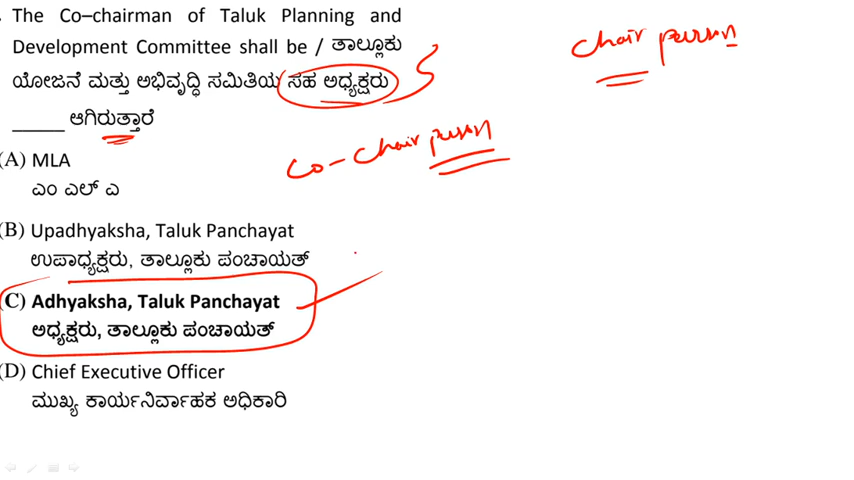 The Co–chairman of Taluk Planning and
Development Committee shall be / ತಾಲ್ಲೂಕು
ಯೋಜನೆ ಮತ್ತು ಅಭಿವೃದ್ಧಿ ಸಮಿತಿಯ ಸಹ ಅಧ್ಯಕ್ಷರು
_____ ಆಗಿರುತ್ತಾರೆ
chair person
co-chair person
(A) MLA
ಎಂ ಎಲ್ ಎ
(B) Upadhyaksha, Taluk Panchayat
ಉಪಾಧ್ಯಕ್ಷರು, ತಾಲ್ಲೂಕು ಪಂಚಾಯತ್
(C) Adhyaksha, Taluk Panchayat
ಅಧ್ಯಕ್ಷರು, ತಾಲ್ಲೂಕು ಪಂಚಾಯತ್
(D) Chief Executive Officer
ಮುಖ್ಯ ಕಾರ್ಯನಿರ್ವಾಹಕ ಅಧಿಕಾರಿ